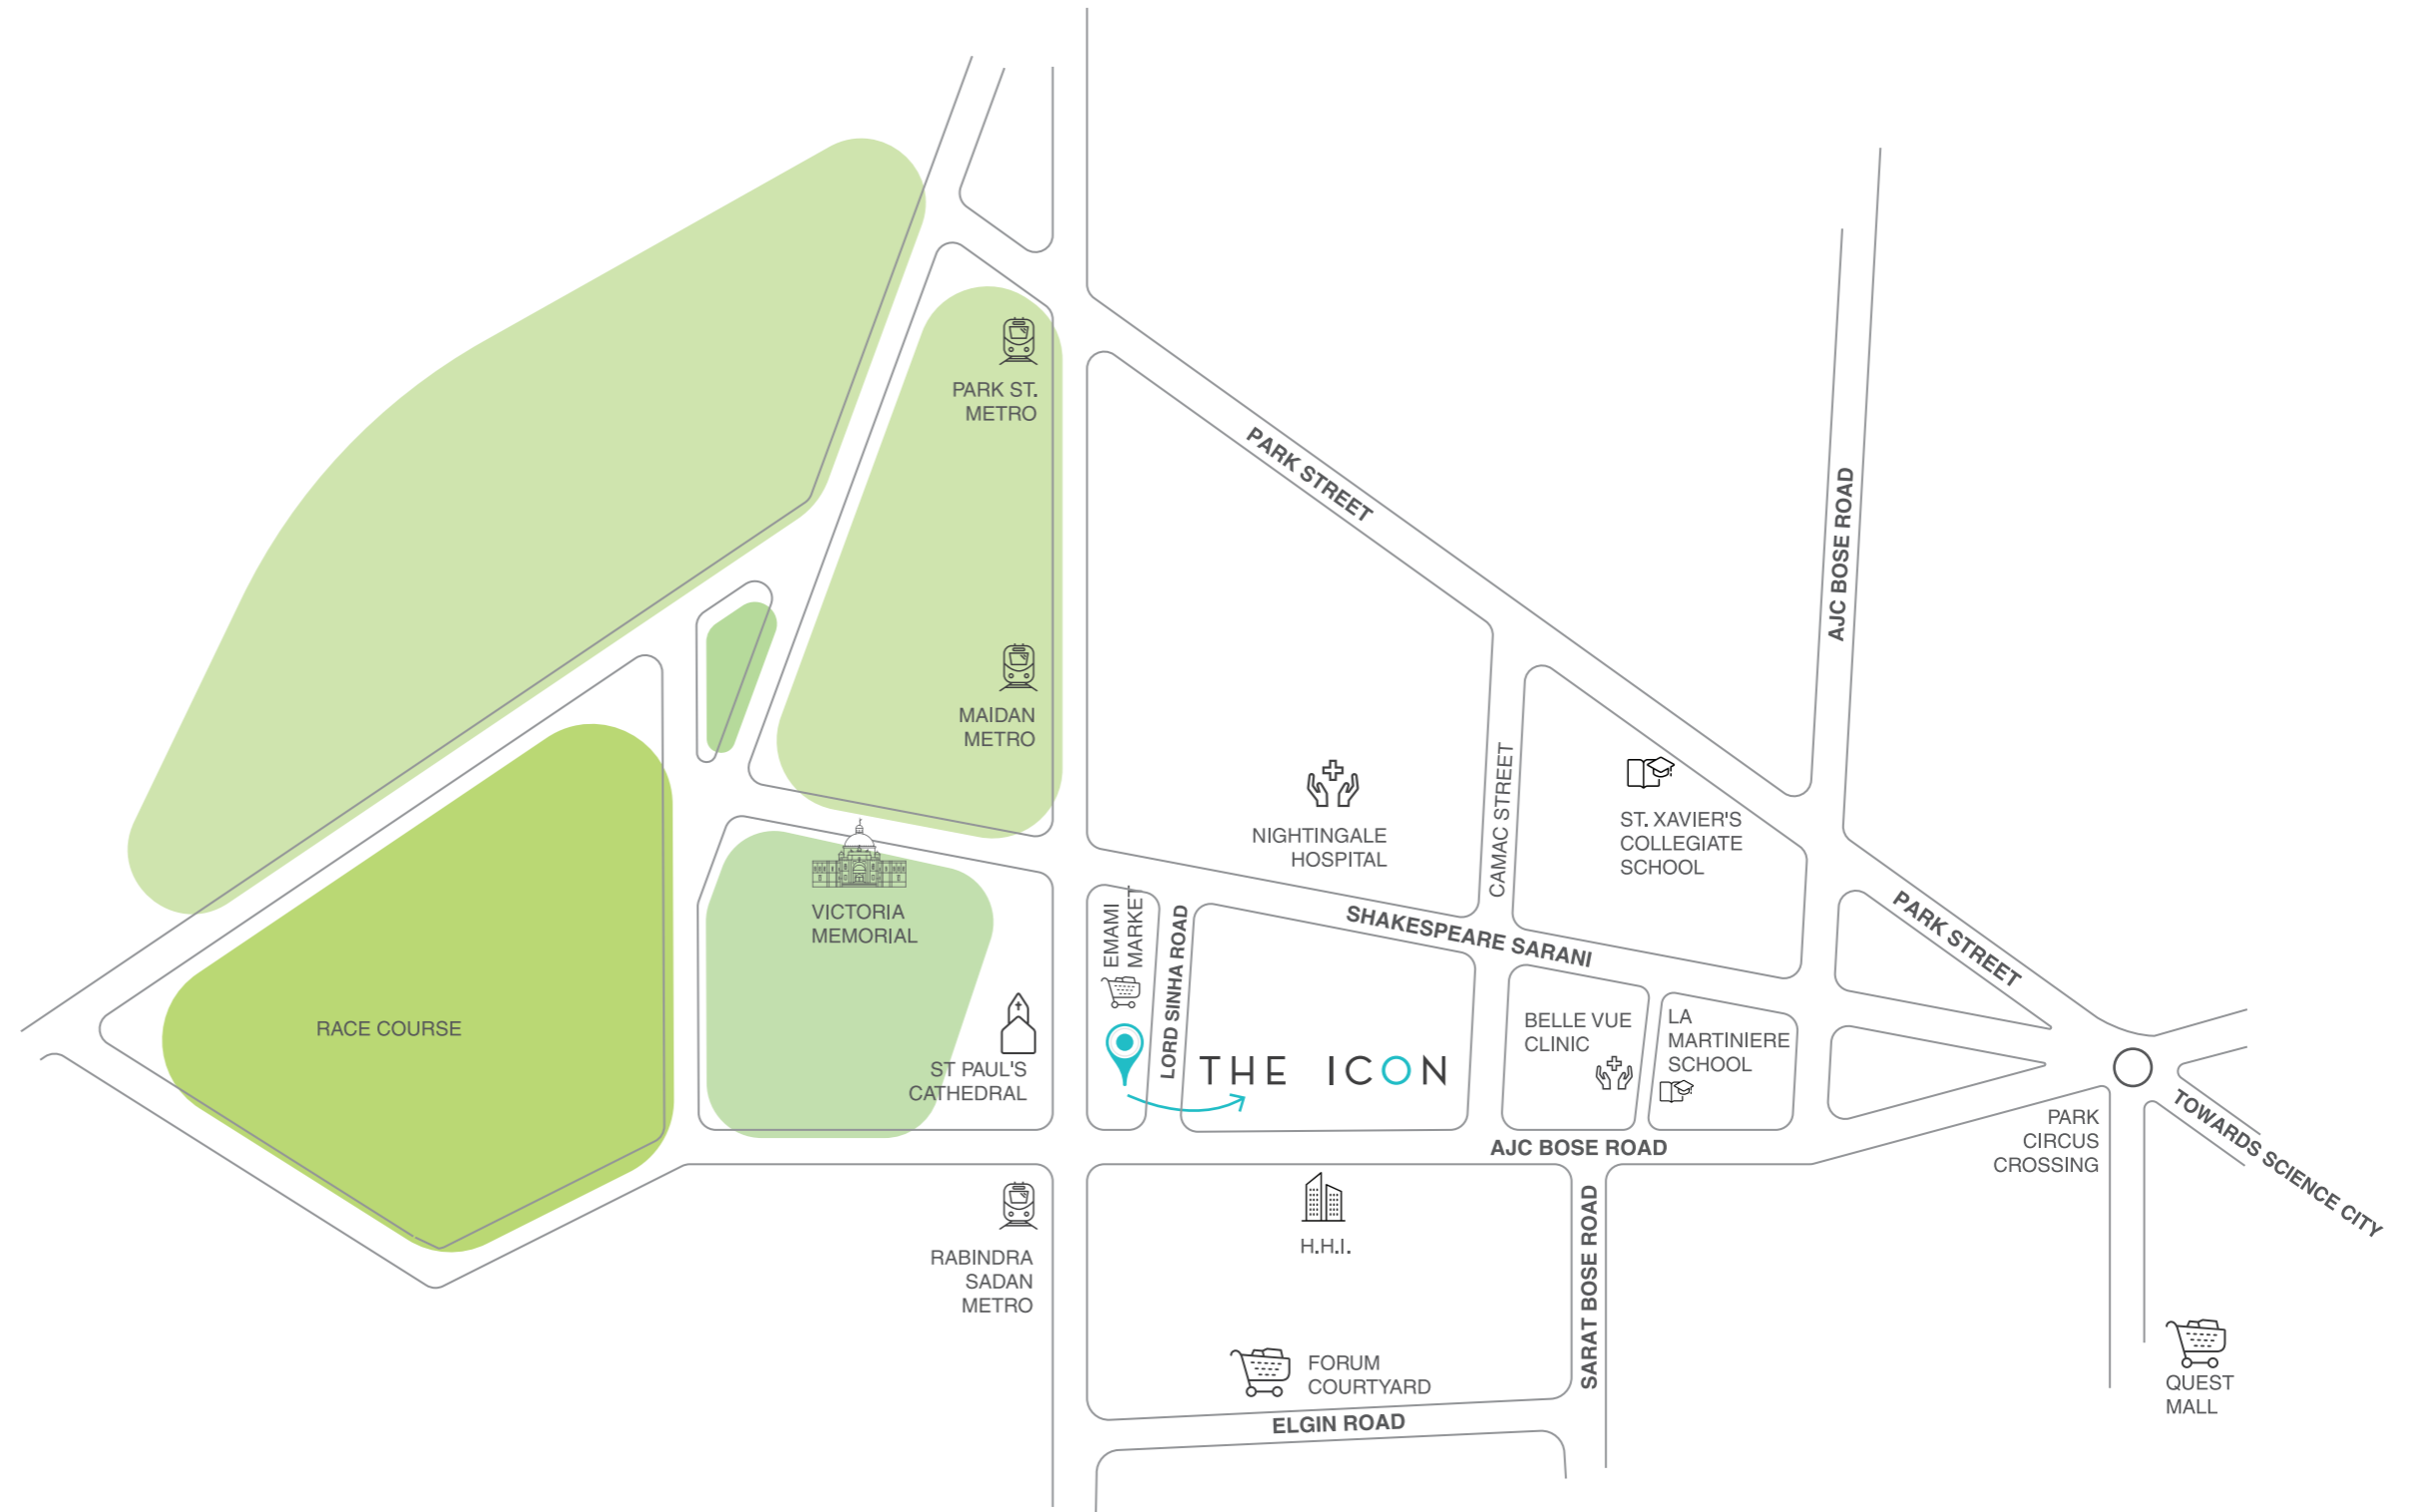 PARK ST.
METRO
PARK STREET
AJC BOSE ROAD
MAIDAN
METRO
CAMAC STREET
NIGHTINGALE
HOSPITAL
ST. XAVIER'S
COLLEGIATE
SCHOOL
VICTORIA
MEMORIAL
EMAMI
MARKET
LORD SINHA ROAD
SHAKESPEARE SARANI
PARK STREET
RACE COURSE
ST PAUL'S
CATHEDRAL
THE ICON
BELLE VUE
CLINIC
LA
MARTINIERE
SCHOOL
AJC BOSE ROAD
PARK
CIRCUS
CROSSING
TOWARDS SCIENCE CITY
RABINDRA
SADAN
METRO
H.H.I.
SARAT BOSE ROAD
FORUM
COURTYARD
ELGIN ROAD
QUEST
MALL